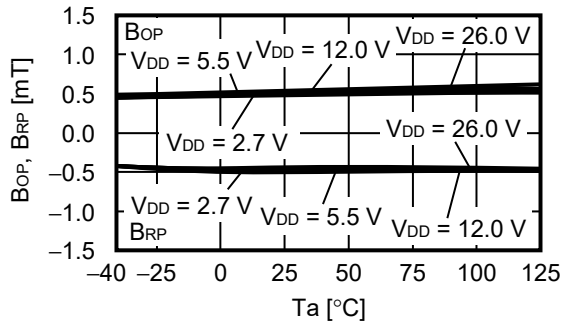 BOP, BRP [mT]
1.5
1.0
0.5
0.0
−0.5
−1.0
−1.5
BOP
VDD = 5.5 V
VDD = 12.0 V
VDD = 26.0 V
VDD = 2.7 V
VDD = 26.0 V
VDD = 2.7 V
VDD = 5.5 V
VDD = 12.0 V
BRP
−40 −25 0 25 50 75 100 125
Ta [°C]